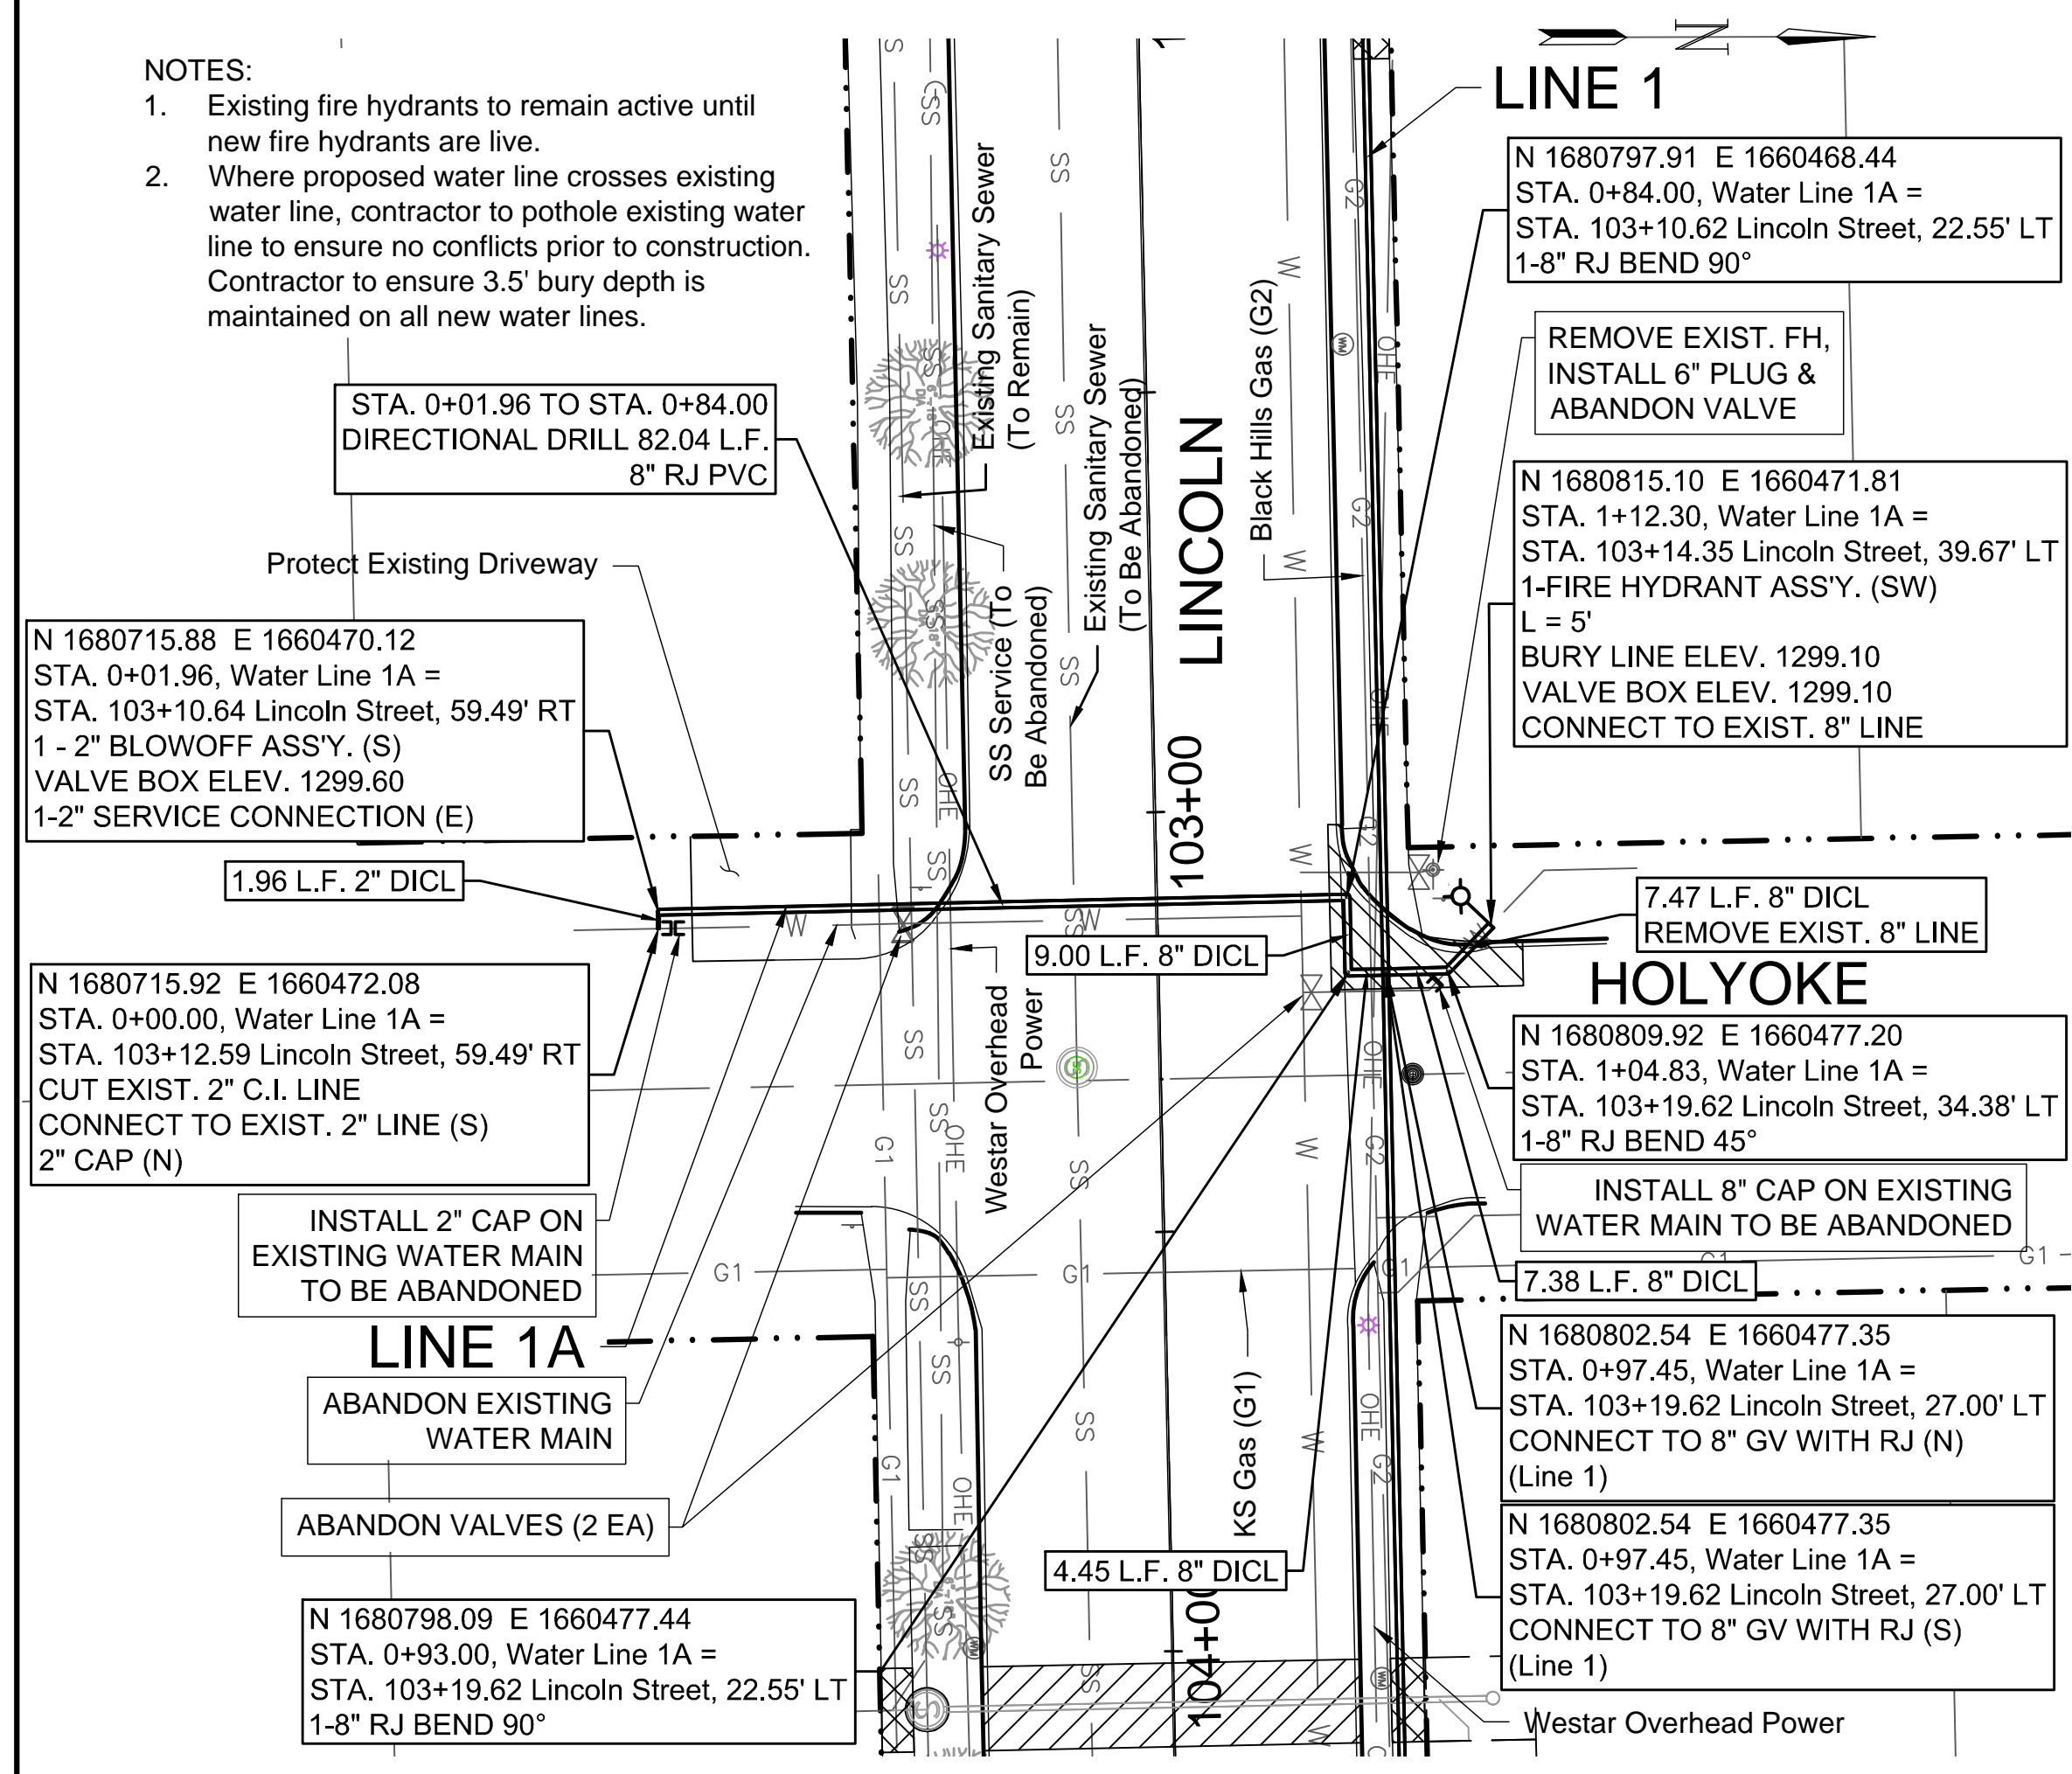 NOTES:
1. Existing fire hydrants to remain active until
new fire hydrants are live.
2. Where proposed water line crosses existing
water line, contractor to pothole existing water
line to ensure no conflicts prior to construction.
Contractor to ensure 3.5' bury depth is
maintained on all new water lines.
N
LINE 1
N 1680797.91 E 1660468.44
STA. 0+84.00, Water Line 1A =
STA. 103+10.62 Lincoln Street, 22.55' LT
1-8" RJ BEND 90°
REMOVE EXIST. FH,
INSTALL 6" PLUG &
ABANDON VALVE
N 1680815.10 E 1660471.81
STA. 1+12.30, Water Line 1A =
STA. 103+14.35 Lincoln Street, 39.67' LT
1-FIRE HYDRANT ASS'Y. (SW)
L = 5'
BURY LINE ELEV. 1299.10
VALVE BOX ELEV. 1299.10
CONNECT TO EXIST. 8" LINE
STA. 0+01.96 TO STA. 0+84.00
DIRECTIONAL DRILL 82.04 L.F.
8" RJ PVC
Existing Sanitary Sewer
(To Remain)
Existing Sanitary Sewer
(To Be Abandoned)
SS Service (To
Be Abandoned)
Black Hills Gas (G2)
LINCOLN
103+00
Protect Existing Driveway
N 1680715.88 E 1660470.12
STA. 0+01.96, Water Line 1A =
STA. 103+10.64 Lincoln Street, 59.49' RT
1 - 2" BLOWOFF ASS'Y. (S)
VALVE BOX ELEV. 1299.60
1-2" SERVICE CONNECTION (E)
1.96 L.F. 2" DICL
7.47 L.F. 8" DICL
REMOVE EXIST. 8" LINE
9.00 L.F. 8" DICL
HOLYOKE
N 1680715.92 E 1660472.08
STA. 0+00.00, Water Line 1A =
STA. 103+12.59 Lincoln Street, 59.49' RT
CUT EXIST. 2" C.I. LINE
CONNECT TO EXIST. 2" LINE (S)
2" CAP (N)
Westar Overhead
Power
N 1680809.92 E 1660477.20
STA. 1+04.83, Water Line 1A =
STA. 103+19.62 Lincoln Street, 34.38' LT
1-8" RJ BEND 45°
INSTALL 2" CAP ON
EXISTING WATER MAIN
TO BE ABANDONED
INSTALL 8" CAP ON EXISTING
WATER MAIN TO BE ABANDONED
G1
G1
G1
G1
7.38 L.F. 8" DICL
LINE 1A
ABANDON EXISTING
WATER MAIN
KS Gas (G1)
N 1680802.54 E 1660477.35
STA. 0+97.45, Water Line 1A =
STA. 103+19.62 Lincoln Street, 27.00' LT
CONNECT TO 8" GV WITH RJ (N)
(Line 1)
ABANDON VALVES (2 EA)
4.45 L.F. 8" DICL
N 1680802.54 E 1660477.35
STA. 0+97.45, Water Line 1A =
STA. 103+19.62 Lincoln Street, 27.00' LT
CONNECT TO 8" GV WITH RJ (S)
(Line 1)
N 1680798.09 E 1660477.44
STA. 0+93.00, Water Line 1A =
STA. 103+19.62 Lincoln Street, 22.55' LT
1-8" RJ BEND 90°
104+00
Westar Overhead Power